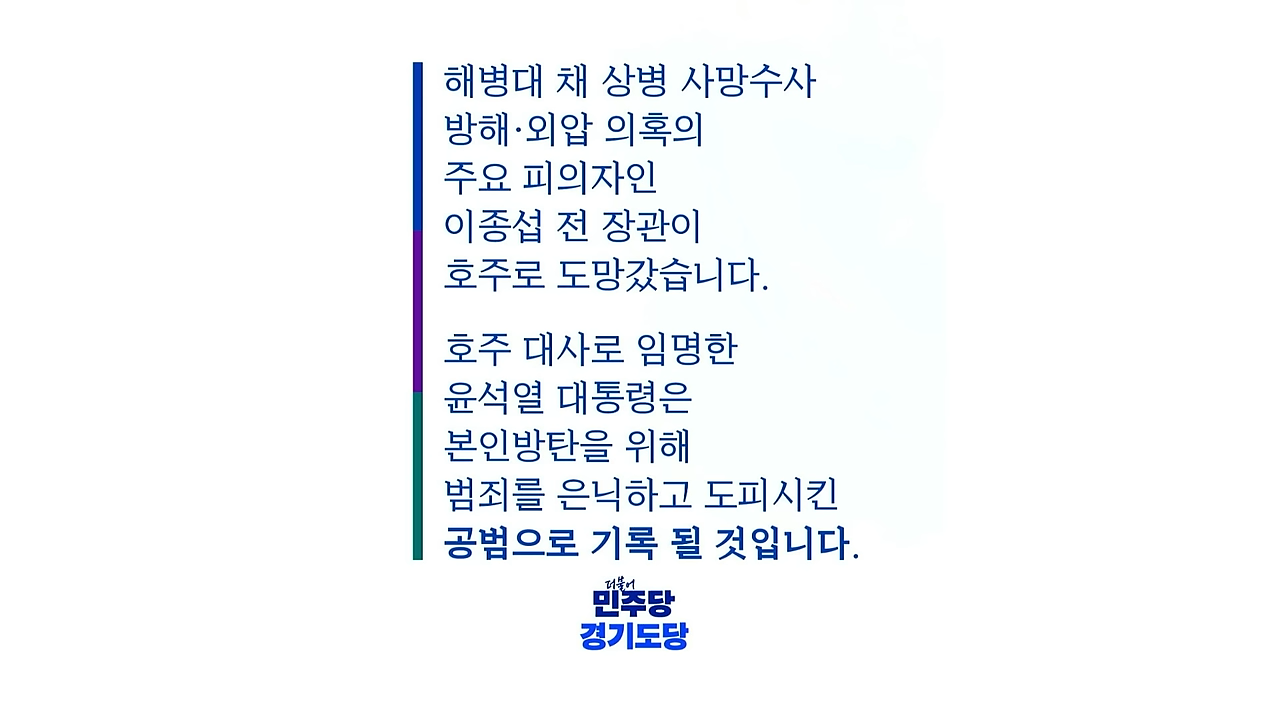 해병대 채 상병 사망수사
방해·외압 의혹의
주요 피의자인
이종섭 전 장관이
호주로 도망갔습니다.
호주 대사로 임명한
윤석열 대통령은
본인방탄을 위해
범죄를 은닉하고 도피시킨
공범으로 기록 될 것입니다.
더불어
민주당
경기도당